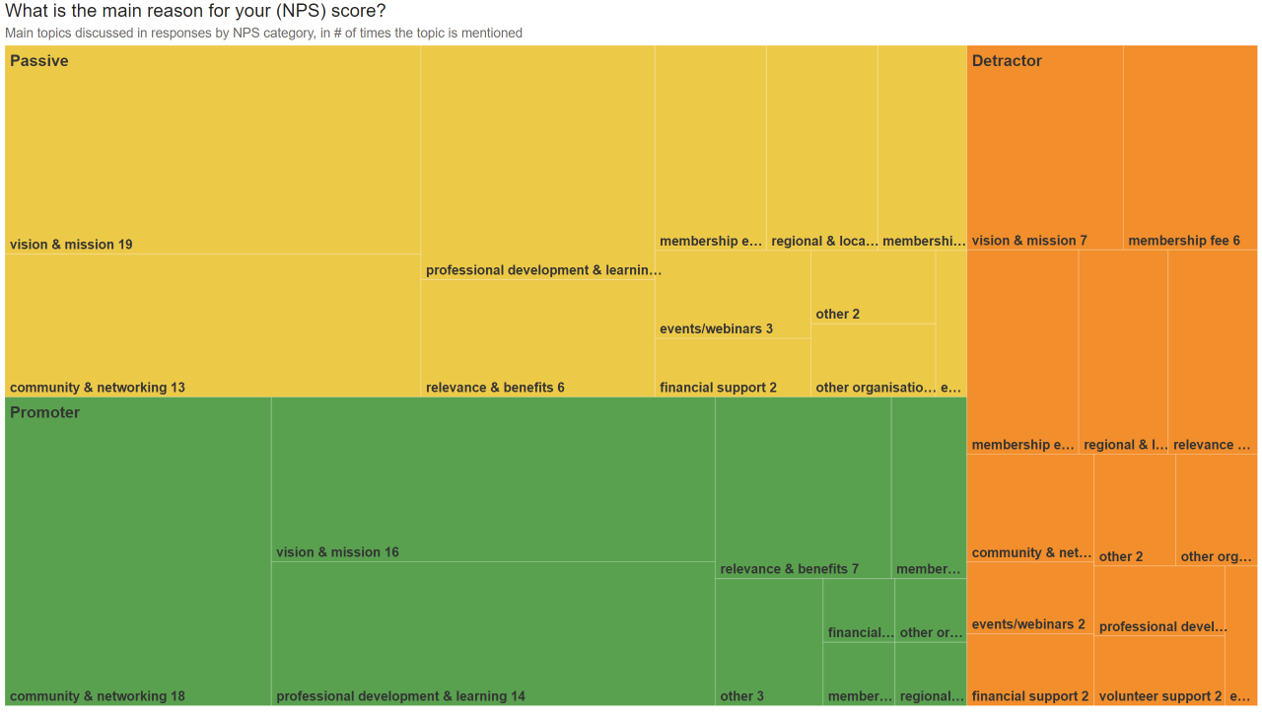 What is the main reason for your (NPS) score?
Main topics discussed in responses by NPS category, in # of times the topic is mentioned
Passive
vision & mission 19
community & networking 13
professional development & learnin…
relevance & benefits 6
membership e…
regional & loca…
membershi…
events/webinars 3
financial support 2
other 2
other organisatio…
e…
Promoter
community & networking 18
vision & mission 16
professional development & learning 14
relevance & benefits 7
member…
other 3
financial…
other or…
member…
regional…
Detractor
vision & mission 7
membership fee 6
membership e…
regional & l…
relevance …
community & net…
other 2
other org…
events/webinars 2
professional devel…
financial support 2
volunteer support 2
e…